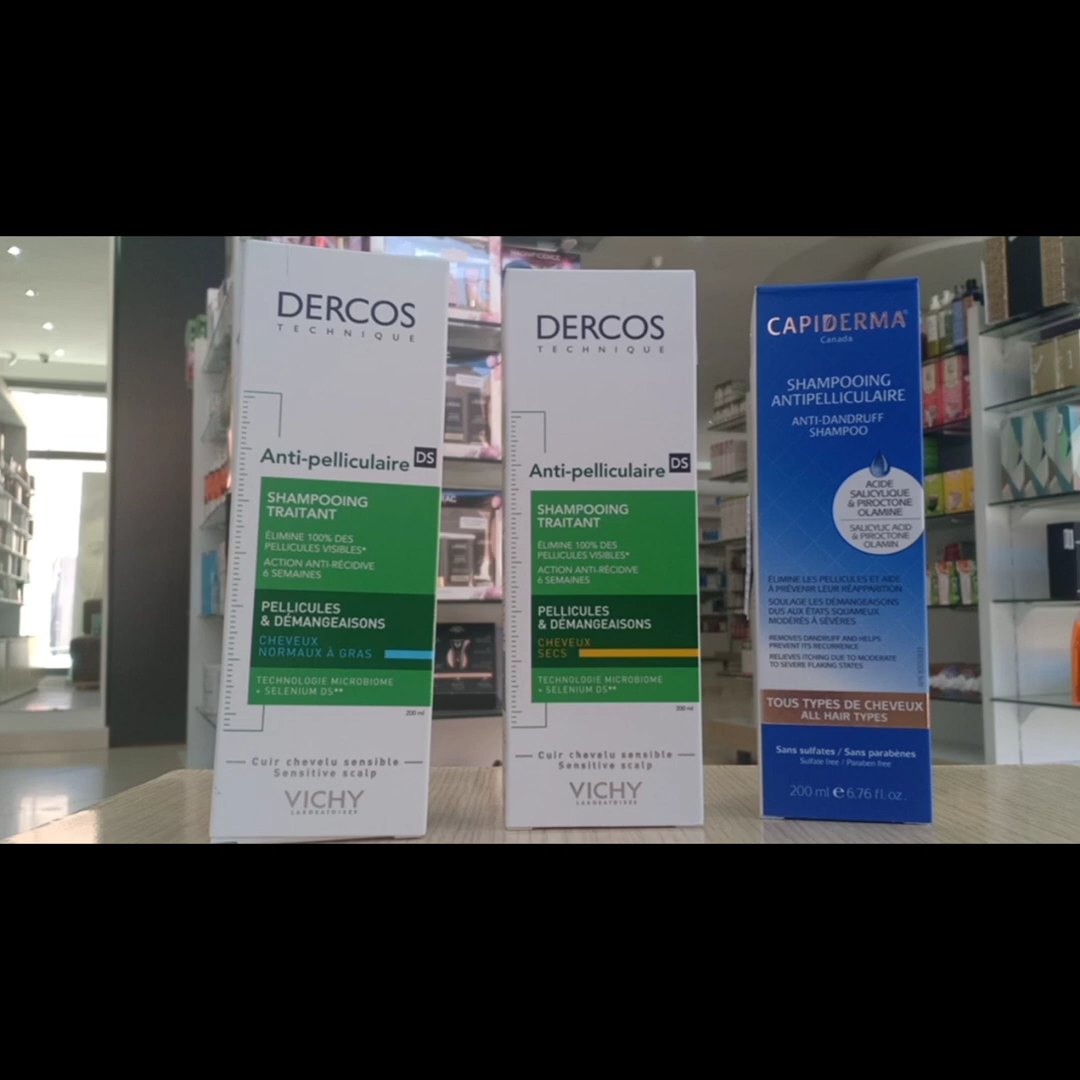 DERCOS
TECHNIQUE
Anti-pelliculaire DS
SHAMPOOING
TRAITANT
ÉLIMINE 100% DES
PELLICULES VISIBLES*
ACTION ANTI-RÉCIDIVE
6 SEMAINES
PELLICULES
& DÉMANGEAISONS
CHEVEUX
NORMAUX À GRAS
TECHNOLOGIE MICROBIOME
+ SELENIUM DS**
200 ml
Cuir chevelu sensible
Sensitive scalp
VICHY
LABORATOIRES
DERCOS
TECHNIQUE
Anti-pelliculaire DS
SHAMPOOING
TRAITANT
ÉLIMINE 100% DES
PELLICULES VISIBLES*
ACTION ANTI-RÉCIDIVE
6 SEMAINES
PELLICULES
& DÉMANGEAISONS
CHEVEUX
SECS
TECHNOLOGIE MICROBIOME
+ SELENIUM DS**
200 ml
Cuir chevelu sensible
Sensitive scalp
VICHY
LABORATOIRES
CAPIDERMA
Canada
SHAMPOOING
ANTIPELLICULAIRE
ANTI-DANDRUFF
SHAMPOO
ACIDE
SALICYLIQUE
& PIROCTONE
OLAMINE
SALICYLIC ACID
& PIROCTONE
OLAMIN
ÉLIMINE LES PELLICULES ET AIDE
À PRÉVENIR LEUR RÉAPPARITION
SOULAGE LES DÉMANGEAISONS
DUS AUX ÉTATS SQUAMEUX
MODÉRÉS À SÉVÈRES
REMOVES DANDRUFF AND HELPS
PREVENT ITS RECURRENCE
RELIEVES ITCHING DUE TO MODERATE
TO SEVERE FLAKING STATES
TOUS TYPES DE CHEVEUX
ALL HAIR TYPES
Sans sulfates / Sans parabènes
Sulfate free / Paraben free
200 ml e 6.76 fl. oz.